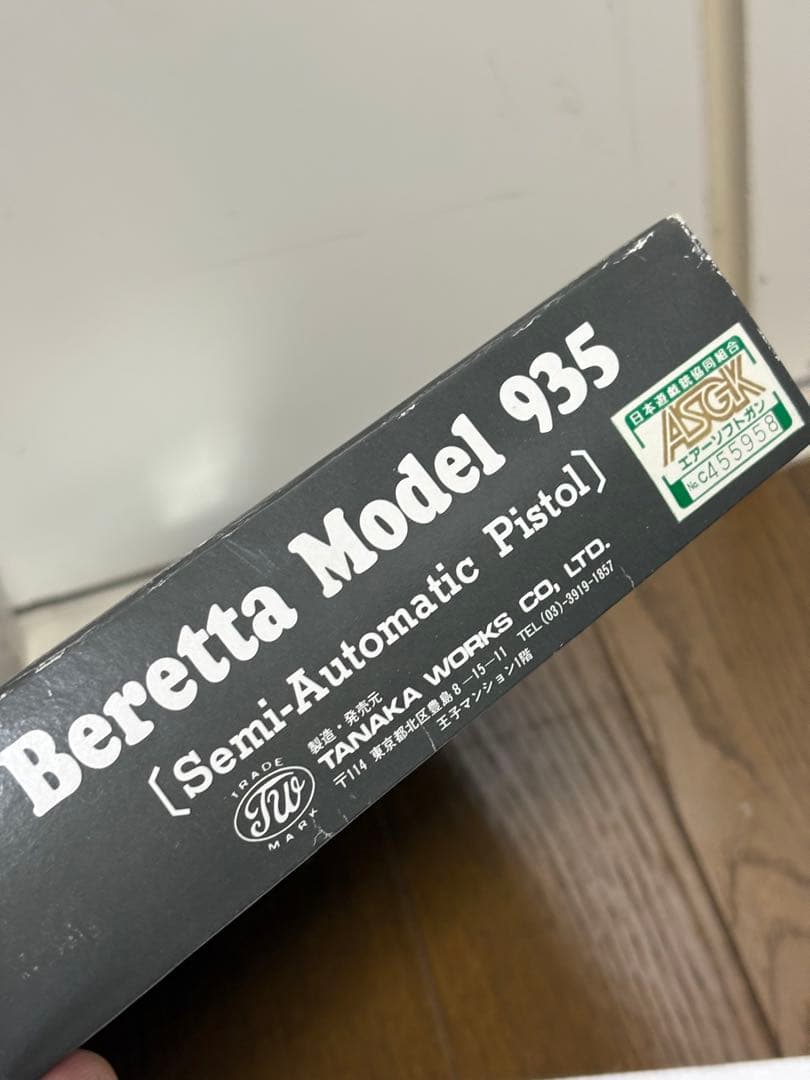 Beretta Model 935
〔Semi-Automatic Pistol〕
TRADE
TW
MARK
製造・発売元
TANAKA WORKS CO, LTD.
〒114 東京都北区豊島8－15－11 TEL(03)-3919-1857
王子マンション1階
日本遊戯銃協同組合
ASGK
エアーソフトガン
No.C455958